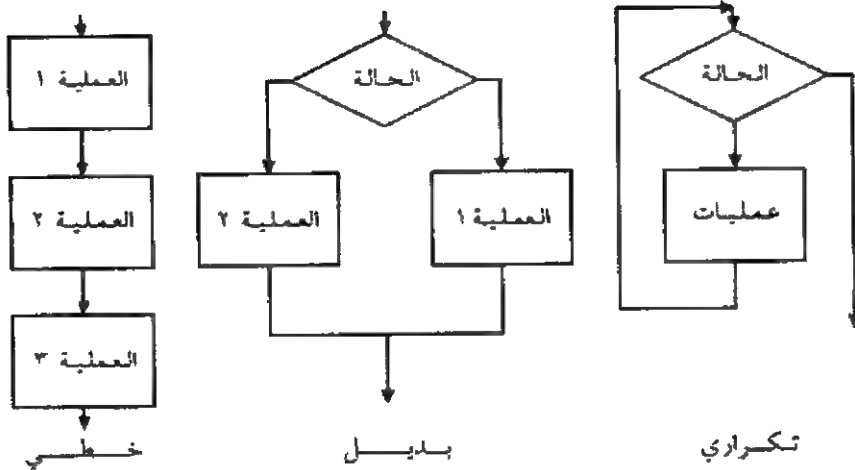 الحالة
عمليات
تكراري
الحالة
العملية ١
العملية ٢
بديل
العملية ١
العملية ٢
العملية ٣
خطي